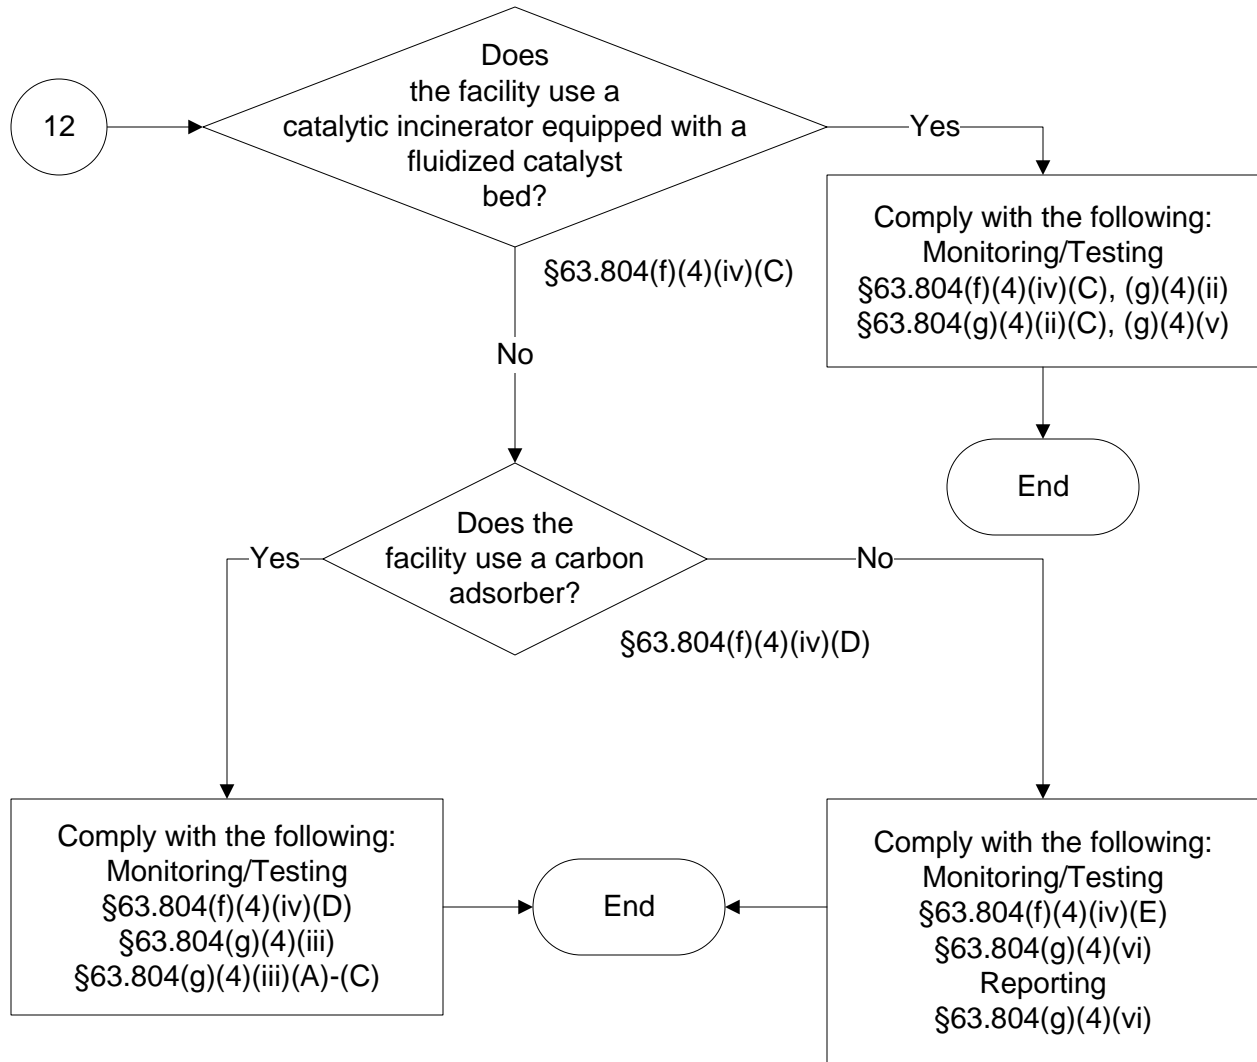 12
Does
the facility use a
catalytic incinerator equipped with a
fluidized catalyst
bed?
Yes
§63.804(f)(4)(iv)(C)
Comply with the following:
Monitoring/Testing
§63.804(f)(4)(iv)(C), (g)(4)(ii)
§63.804(g)(4)(ii)(C), (g)(4)(v)
End
No
Does the
facility use a carbon
adsorber?
§63.804(f)(4)(iv)(D)
Yes
No
Comply with the following:
Monitoring/Testing
§63.804(f)(4)(iv)(D)
§63.804(g)(4)(iii)
§63.804(g)(4)(iii)(A)-(C)
End
Comply with the following:
Monitoring/Testing
§63.804(f)(4)(iv)(E)
§63.804(g)(4)(vi)
Reporting
§63.804(g)(4)(vi)